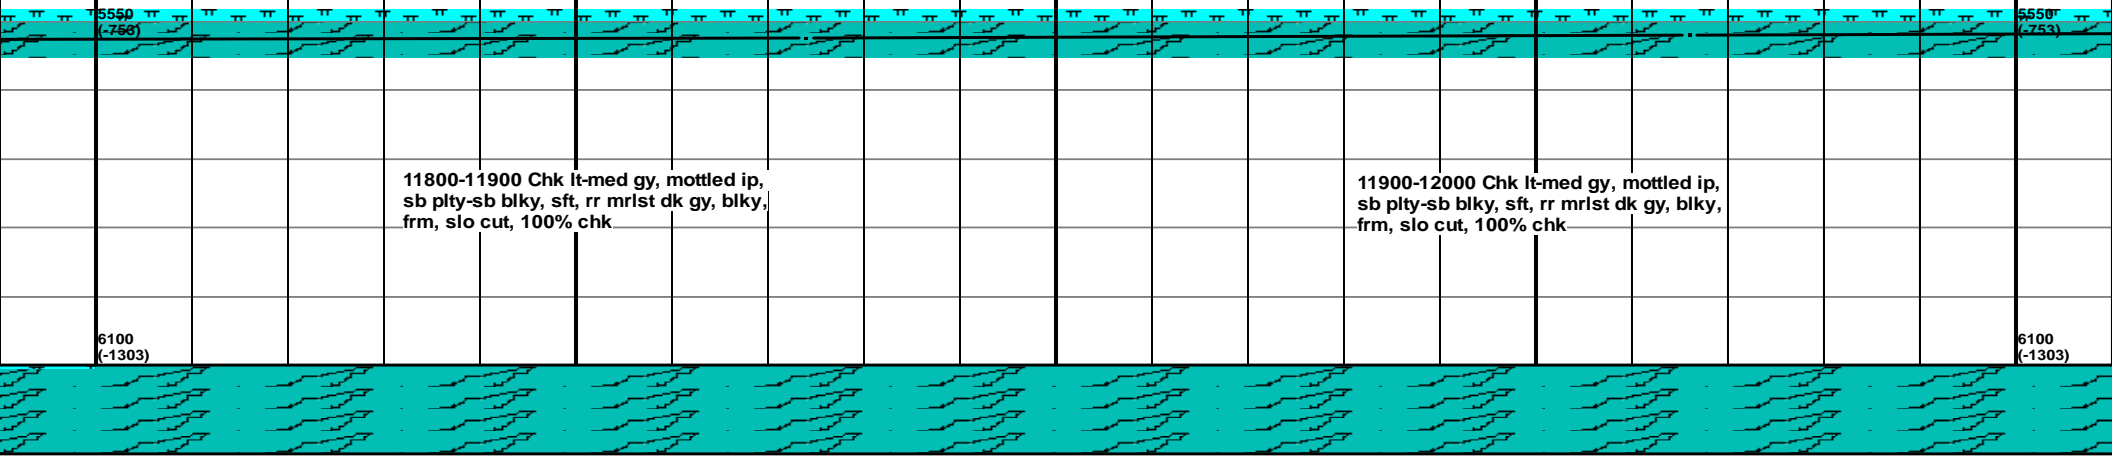 5550
(-753)
5550
(-753)
11800-11900 Chk lt-med gy, mottled ip,
sb plty-sb blky, sft, rr mrlst dk gy, blky,
frm, slo cut, 100% chk
11900-12000 Chk lt-med gy, mottled ip,
sb plty-sb blky, sft, rr mrlst dk gy, blky,
frm, slo cut, 100% chk
6100
(-1303)
6100
(-1303)